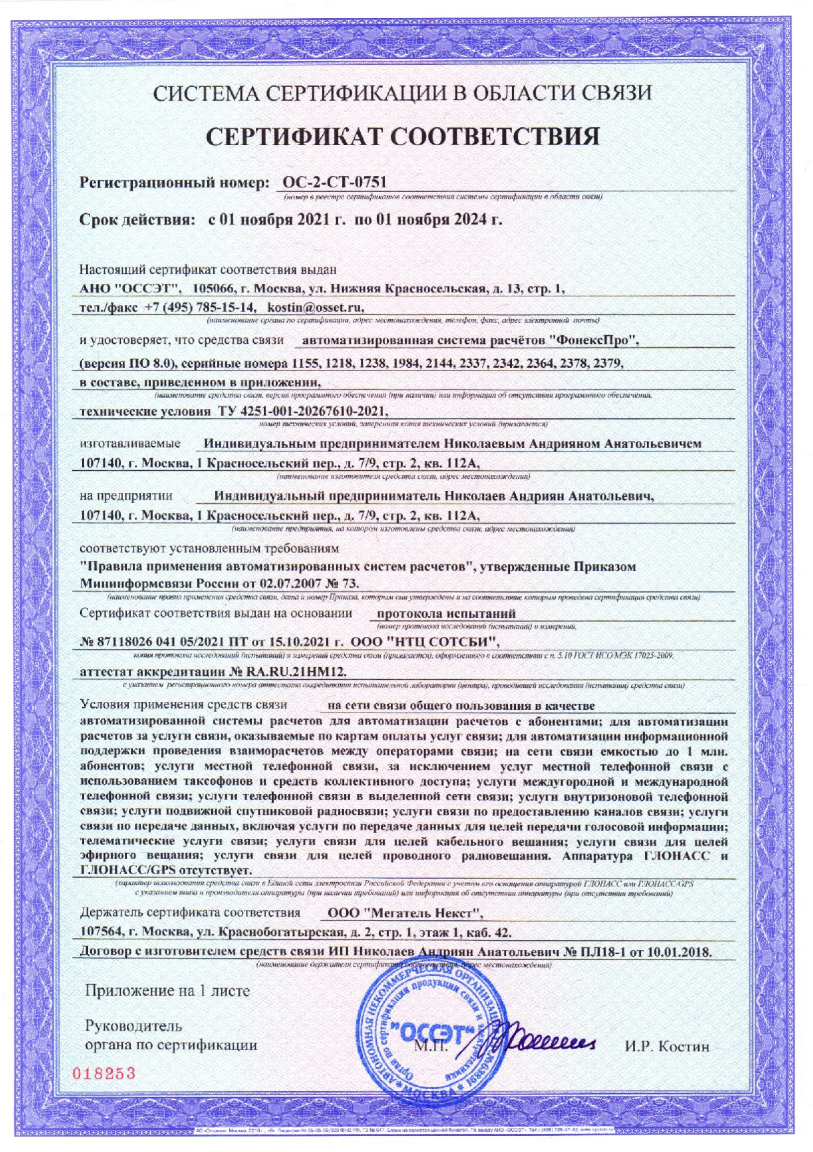 СИСТЕМА СЕРТИФИКАЦИИ В ОБЛАСТИ СВЯЗИ
СЕРТИФИКАТ СООТВЕТСТВИЯ
Регистрационный номер: ОС-2-СТ-0751
(номер в реестре сертификатов соответствия системы сертификации в области связи)
Срок действия: с 01 ноября 2021 г. по 01 ноября 2024 г.
Настоящий сертификат соответствия выдан
АНО "ОССЭТ", 105066, г. Москва, ул. Нижняя Красносельская, д. 13, стр. 1,
тел./факс +7 (495) 785-15-14, kostin@osset.ru,
(наименование органа по сертификации, адрес местонахождения, телефон, факс, адрес электронной почты)
и удостоверяет, что средства связи автоматизированная система расчётов "ФонексПро",
(версия ПО 8.0), серийные номера 1155, 1218, 1238, 1984, 2144, 2337, 2342, 2364, 2378, 2379,
в составе, приведенном в приложении,
(наименование средства связи, версия программного обеспечения (при наличии) или информация об отсутствии программного обеспечения,
технические условия ТУ 4251-001-20267610-2021,
номер технических условий, заверенная копия технических условий (прилагается)
изготавливаемые Индивидуальным предпринимателем Николаевым Андрияном Анатольевичем
107140, г. Москва, 1 Красносельский пер., д. 7/9, стр. 2, кв. 112А,
(наименование изготовителя средства связи, адрес местонахождения)
на предприятии Индивидуальный предприниматель Николаев Андриян Анатольевич,
107140, г. Москва, 1 Красносельский пер., д. 7/9, стр. 2, кв. 112А,
(наименование предприятия, на котором изготовлены средства связи, адрес местонахождения)
соответствуют установленным требованиям
"Правила применения автоматизированных систем расчетов", утвержденные Приказом
Мининформсвязи России от 02.07.2007 № 73.
(наименование правил применения средства связи, дата и номер Приказа, которым они утверждены и на соответствие которым проведена сертификация средства связи)
Сертификат соответствия выдан на основании протокола испытаний
(номер протокола исследований (испытаний) и измерений,
№ 87118026 041 05/2021 ПТ от 15.10.2021 г. ООО "НТЦ СОТСБИ",
копия протокола исследований (испытаний) и измерений средства связи (прилагается), оформленного в соответствии с п. 5.10 ГОСТ ИСО/МЭК 17025-2009,
аттестат аккредитации № RA.RU.21НМ12.
с указанием регистрационного номера аттестата аккредитации испытательной лаборатории (центра), проводившей исследования (испытания) средства связи)
Условия применения средств связи на сети связи общего пользования в качестве
автоматизированной системы расчетов для автоматизации расчетов с абонентами; для автоматизации
расчетов за услуги связи, оказываемые по картам оплаты услуг связи; для автоматизации информационной
поддержки проведения взаиморасчетов между операторами связи; на сети связи емкостью до 1 млн.
абонентов; услуги местной телефонной связи, за исключением услуг местной телефонной связи с
использованием таксофонов и средств коллективного доступа; услуги междугородной и международной
телефонной связи; услуги телефонной связи в выделенной сети связи; услуги внутризоновой телефонной
связи; услуги подвижной спутниковой радиосвязи; услуги связи по предоставлению каналов связи; услуги
связи по передаче данных, включая услуги по передаче данных для целей передачи голосовой информации;
телематические услуги связи; услуги связи для целей кабельного вещания; услуги связи для целей
эфирного вещания; услуги связи для целей проводного радиовещания. Аппаратура ГЛОНАСС и
ГЛОНАСС/GPS отсутствует.
(характер использования средства связи в Единой сети электросвязи Российской Федерации с учетом его оснащения аппаратурой ГЛОНАСС или ГЛОНАСС/GPS
с указанием типа и производителя аппаратуры (при наличии требований) или информация об отсутствии аппаратуры (при отсутствии требований)
Держатель сертификата соответствия ООО "Мегатель Некст",
107564, г. Москва, ул. Краснобогатырская, д. 2, стр. 1, этаж 1, каб. 42.
Договор с изготовителем средств связи ИП Николаев Андриян Анатольевич № ПЛ18-1 от 10.01.2018.
(наименование держателя сертификата адрес местонахождения)
Приложение на 1 листе
Руководитель
органа по сертификации
М.П.
И.Р. Костин
018253
АВТОНОМНАЯ НЕКОММЕРЧЕСКАЯ ОРГАНИЗАЦИЯ
Орган по сертификации продукции связи и
"ОССЭТ"
МОСКВА